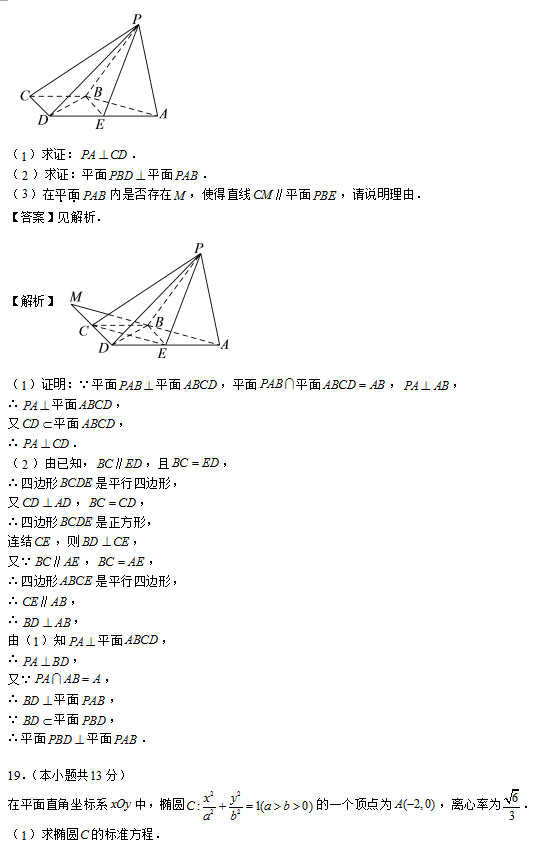 P
C
B
D
E
A
(1)求证：PA⊥CD．
(2)求证：平面PBD⊥平面PAB．
(3)在平面PAB内是否存在M，使得直线CM∥平面PBE，请说明理由．
【答案】见解析．
P
M
【解析】
C
B
D
E
A
(1)证明：∵平面PAB⊥平面ABCD，平面PAB∩平面ABCD=AB，PA⊥AB，
∴PA⊥平面ABCD，
又CD⊂平面ABCD，
∴PA⊥CD．
(2)由已知，BC∥ED，且BC=ED，
∴四边形BCDE是平行四边形，
又CD⊥AD，BC=CD，
∴四边形BCDE是正方形，
连结CE，则BD⊥CE，
又∵BC∥AE，BC=AE，
∴四边形ABCE是平行四边形，
∴CE∥AB，
∴BD⊥AB，
由(1)知PA⊥平面ABCD，
∴PA⊥BD，
又∵PA∩AB=A，
∴BD⊥平面PAB，
∵BD⊂平面PBD，
∴平面PBD⊥平面PAB．
19.（本小题共13分）
在平面直角坐标系xOy中，椭圆C:x²/a²+y²/b²=1(a>b>0)的一个顶点为A(−2,0)，离心率为√6/3．
(1)求椭圆C的标准方程．